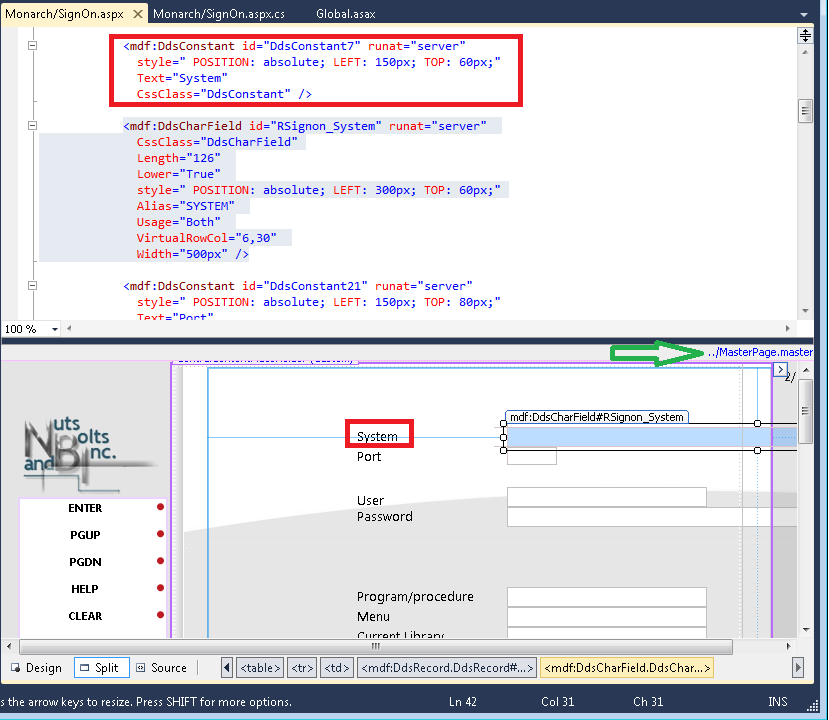 Monarch/SignOn.aspx Monarch/SignOn.aspx.cs Global.asax
<mdf:DdsConstant id="DdsConstant7" runat="server"
style=" POSITION: absolute; LEFT: 150px; TOP: 60px;"
Text="System"
CssClass="DdsConstant" />
<mdf:DdsCharField id="RSignon_System" runat="server"
CssClass="DdsCharField"
Length="126"
Lower="True"
style=" POSITION: absolute; LEFT: 300px; TOP: 60px;"
Alias="SYSTEM"
Usage="Both"
VirtualRowCol="6,30"
Width="500px" />
<mdf:DdsConstant id="DdsConstant21" runat="server"
style=" POSITION: absolute; LEFT: 150px; TOP: 80px;"
Text="Port"
100 %
../MasterPage.master
2/
mdf:DdsCharField#RSignon_System
System
Port
User
Password
Program/procedure
Menu
Current Library
Nuts
and Bolts
Inc.
ENTER
PGUP
PGDN
HELP
CLEAR
Design Split Source <table> <tr> <td> <mdf:DdsRecord.DdsRecord#...> <mdf:DdsCharField.DdsChar...>
s the arrow keys to resize. Press SHIFT for more options. Ln 42 Col 31 Ch 31 INS